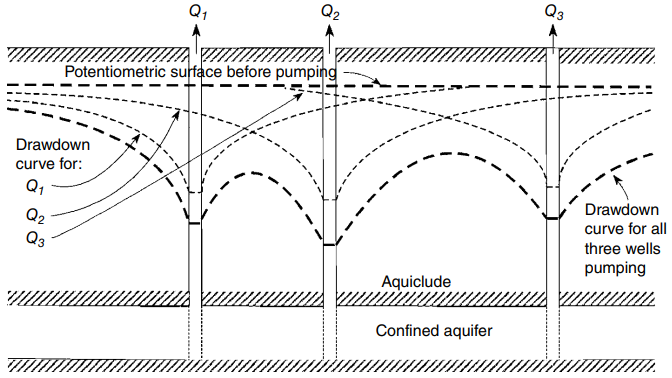 Q1
Q2
Q3
Potentiometric surface before pumping
Drawdown
curve for:
Q1
Q2
Q3
Drawdown
curve for all
three wells
pumping
Aquiclude
Confined aquifer